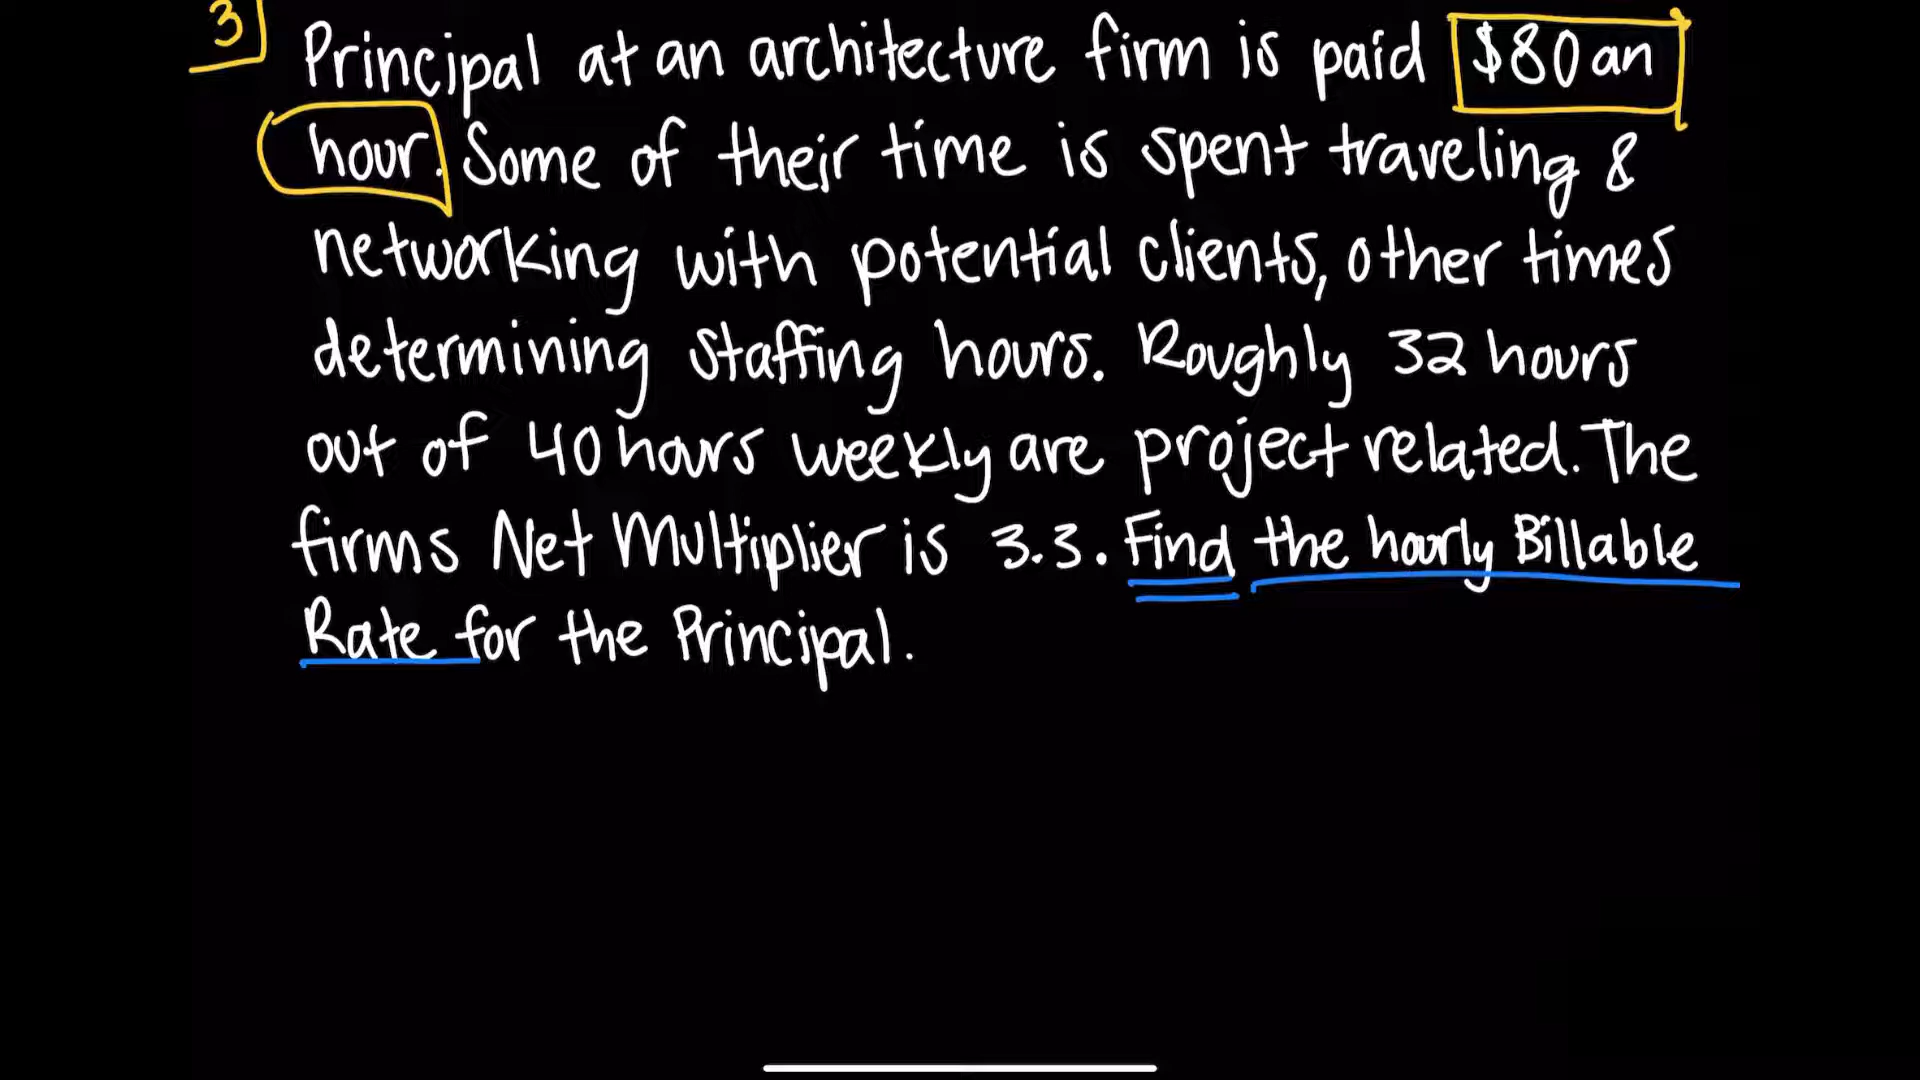 3
Principal at an architecture firm is paid $80 an
hour. Some of their time is spent traveling &
networking with potential clients, other times
determining staffing hours. Roughly 32 hours
out of 40 hours weekly are project related. The
firms Net Multiplier is 3.3. Find the hourly Billable
Rate for the Principal.